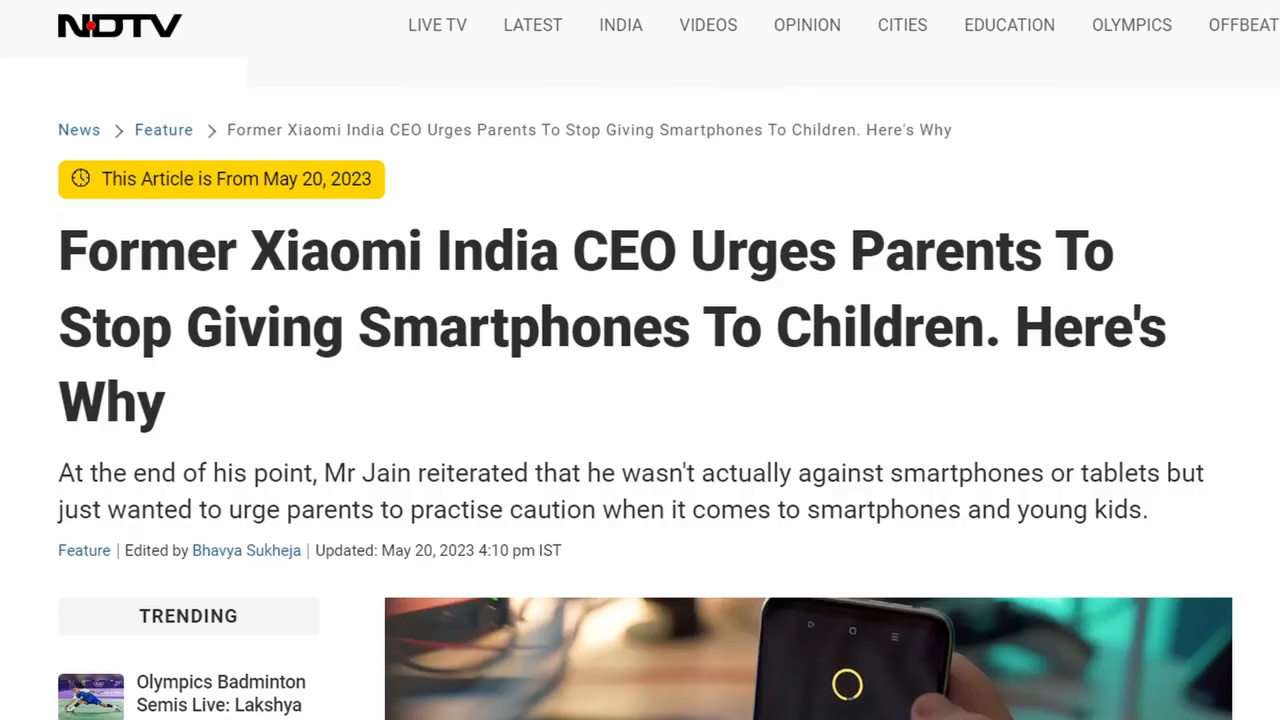 NDTV
LIVE TV LATEST INDIA VIDEOS OPINION CITIES EDUCATION OLYMPICS OFFBEAT
News > Feature > Former Xiaomi India CEO Urges Parents To Stop Giving Smartphones To Children. Here's Why
This Article is From May 20, 2023
Former Xiaomi India CEO Urges Parents To
Stop Giving Smartphones To Children. Here's
Why
At the end of his point, Mr Jain reiterated that he wasn't actually against smartphones or tablets but
just wanted to urge parents to practise caution when it comes to smartphones and young kids.
Feature | Edited by Bhavya Sukheja | Updated: May 20, 2023 4:10 pm IST
TRENDING
Olympics Badminton
Semis Live: Lakshya